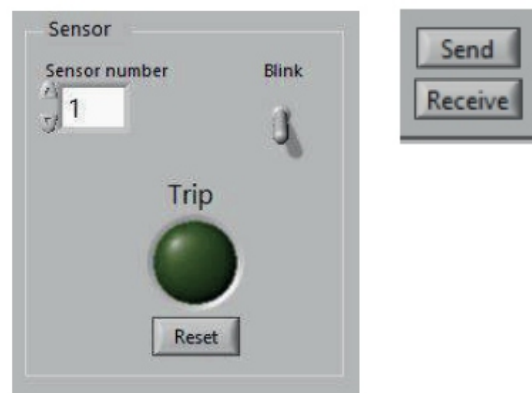 Sensor
Sensor number
Blink
1
Trip
Reset
Send
Receive